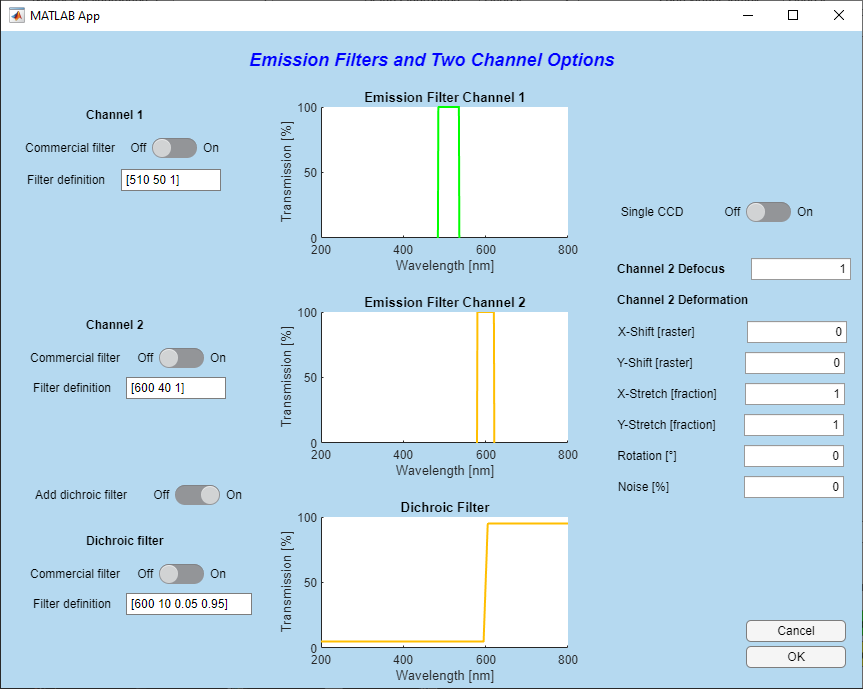 MATLAB App
Emission Filters and Two Channel Options
Channel 1
Commercial filter Off On
Filter definition [510 50 1]
Emission Filter Channel 1
Transmission [%]
100
50
0
200 400 600 800
Wavelength [nm]
Channel 2
Commercial filter Off On
Filter definition [600 40 1]
Emission Filter Channel 2
Transmission [%]
100
50
0
200 400 600 800
Wavelength [nm]
Add dichroic filter Off On
Dichroic filter
Commercial filter Off On
Filter definition [600 10 0.05 0.95]
Dichroic Filter
Transmission [%]
100
50
0
200 400 600 800
Wavelength [nm]
Single CCD Off On
Channel 2 Defocus 1
Channel 2 Deformation
X-Shift [raster] 0
Y-Shift [raster] 0
X-Stretch [fraction] 1
Y-Stretch [fraction] 1
Rotation [°] 0
Noise [%] 0
Cancel
OK